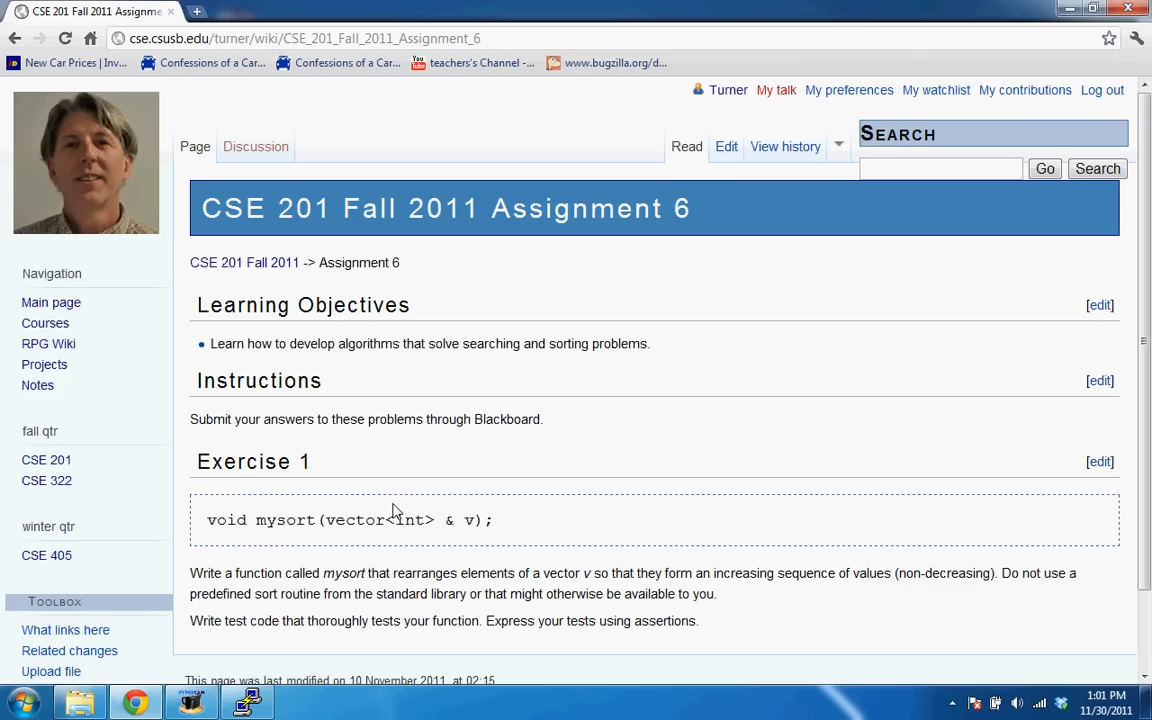 CSE 201 Fall 2011 Assignme
cse.csusb.edu/turner/wiki/CSE_201_Fall_2011_Assignment_6
New Car Prices | Inv...
Confessions of a Car...
Confessions of a Car...
teachers's Channel -...
www.bugzilla.org/d...
Turner My talk My preferences My watchlist My contributions Log out
Page Discussion
Read Edit View history
Search
Go Search
CSE 201 Fall 2011 Assignment 6
CSE 201 Fall 2011 -> Assignment 6
Learning Objectives [edit]
Learn how to develop algorithms that solve searching and sorting problems.
Instructions [edit]
Submit your answers to these problems through Blackboard.
Exercise 1 [edit]
void mysort(vector<int> & v);
Write a function called mysort that rearranges elements of a vector v so that they form an increasing sequence of values (non-decreasing). Do not use a
predefined sort routine from the standard library or that might otherwise be available to you.
Write test code that thoroughly tests your function. Express your tests using assertions.
This page was last modified on 10 November 2011, at 02:15
Navigation
Main page
Courses
RPG Wiki
Projects
Notes
fall qtr
CSE 201
CSE 322
winter qtr
CSE 405
Toolbox
What links here
Related changes
Upload file
HYPERCAM
1:01 PM
11/30/2011